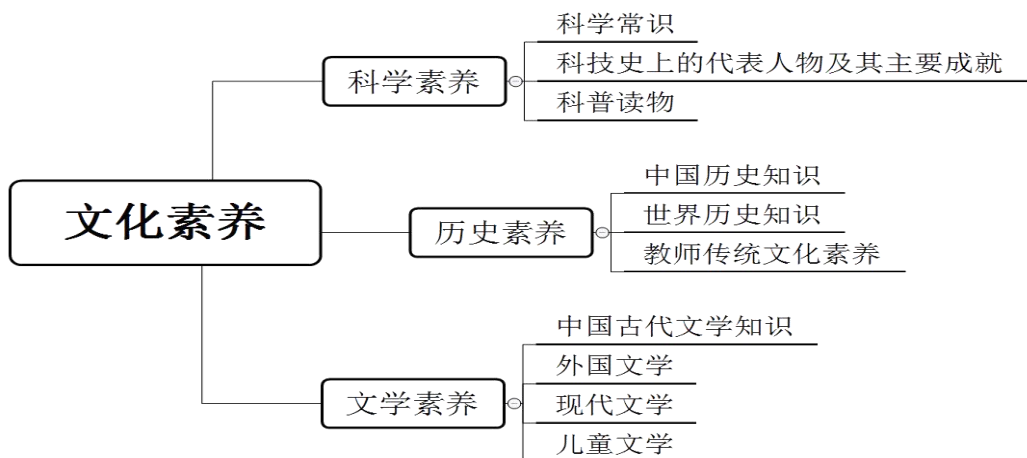 文化素养
科学素养
科学常识
科技史上的代表人物及其主要成就
科普读物
历史素养
中国历史知识
世界历史知识
教师传统文化素养
文学素养
中国古代文学知识
外国文学
现代文学
儿童文学